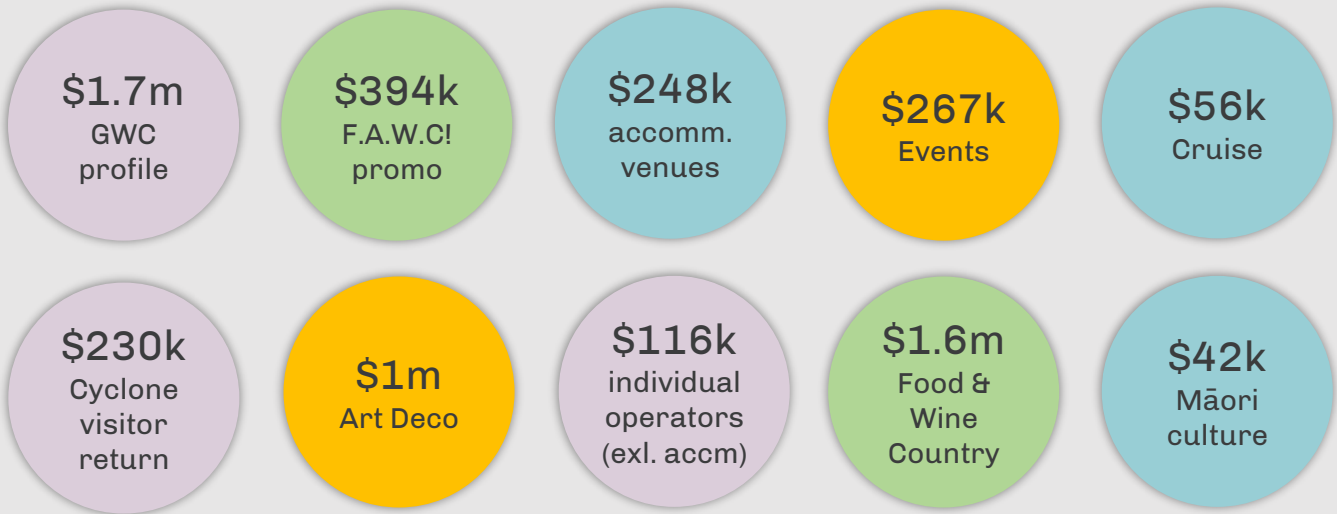 $1.7m
GWC
profile
$394k
F.A.W.C!
promo
$248k
accomm.
venues
$267k
Events
$56k
Cruise
$230k
Cyclone
visitor
return
$1m
Art Deco
$116k
individual
operators
(exl. accm)
$1.6m
Food &
Wine
Country
$42k
Māori
culture